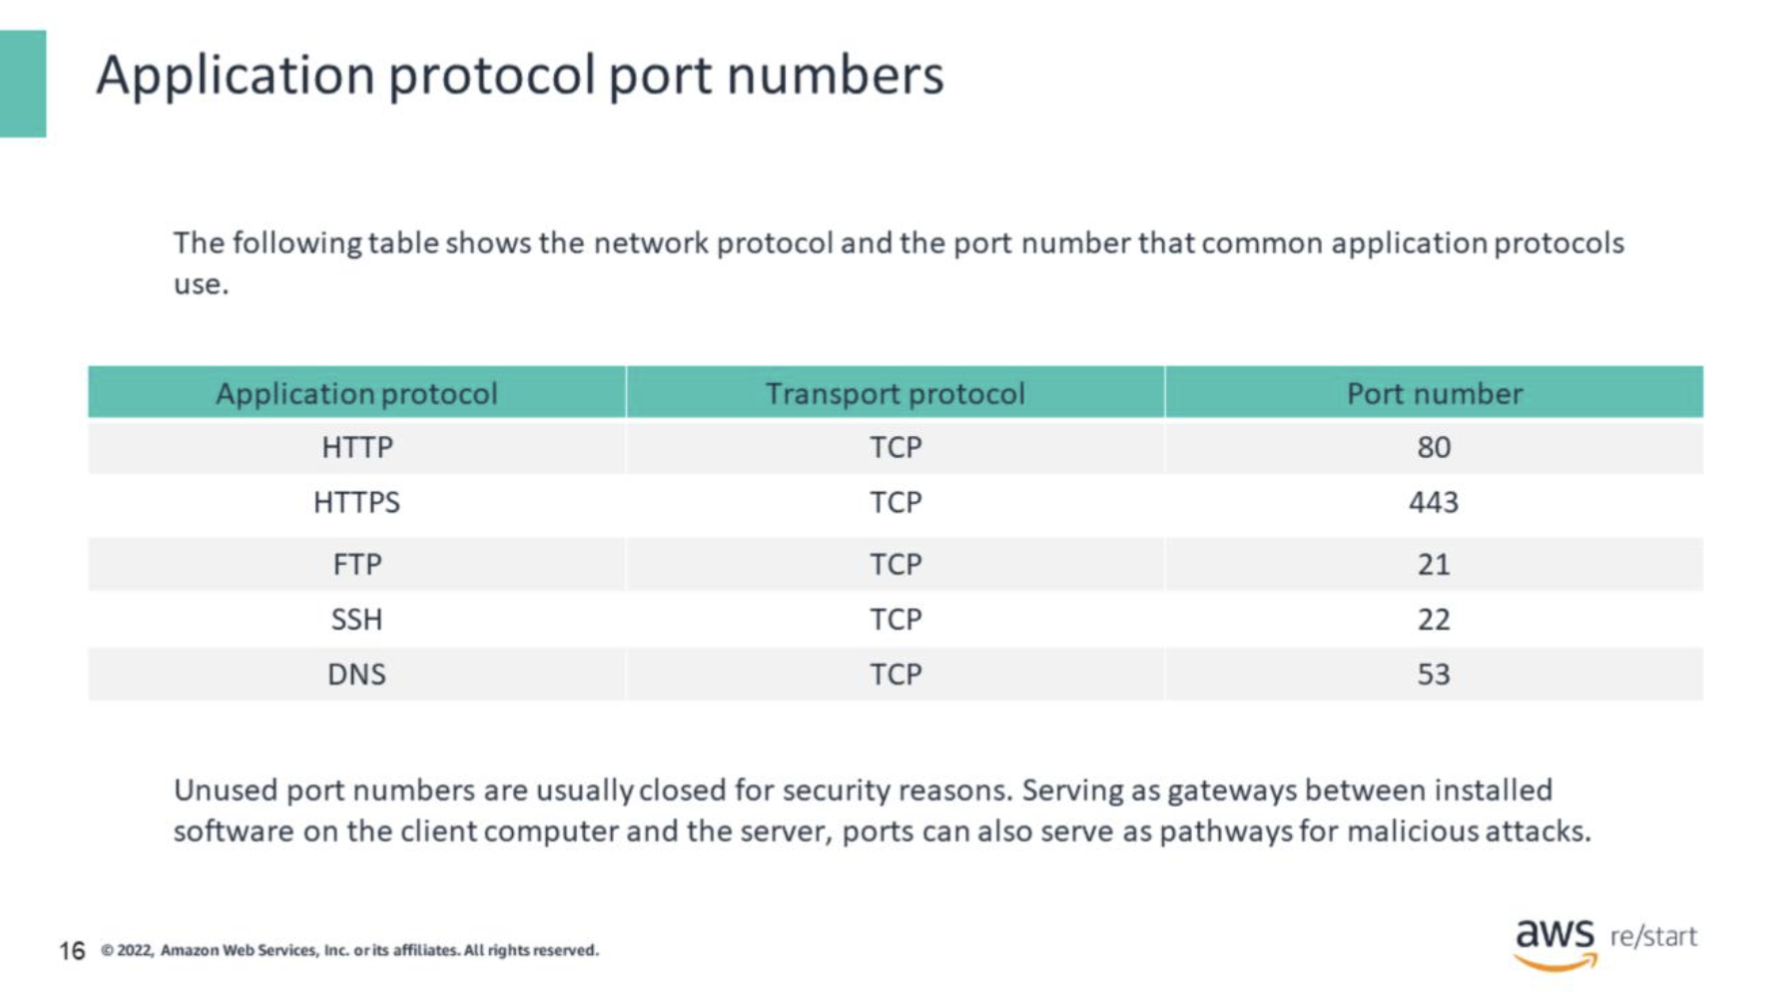 Application protocol port numbers
The following table shows the network protocol and the port number that common application protocols
use.
Application protocol Transport protocol Port number
HTTP TCP 80
HTTPS TCP 443
FTP TCP 21
SSH TCP 22
DNS TCP 53
Unused port numbers are usually closed for security reasons. Serving as gateways between installed
software on the client computer and the server, ports can also serve as pathways for malicious attacks.
16 © 2022, Amazon Web Services, Inc. or its affiliates. All rights reserved.
aws re/start